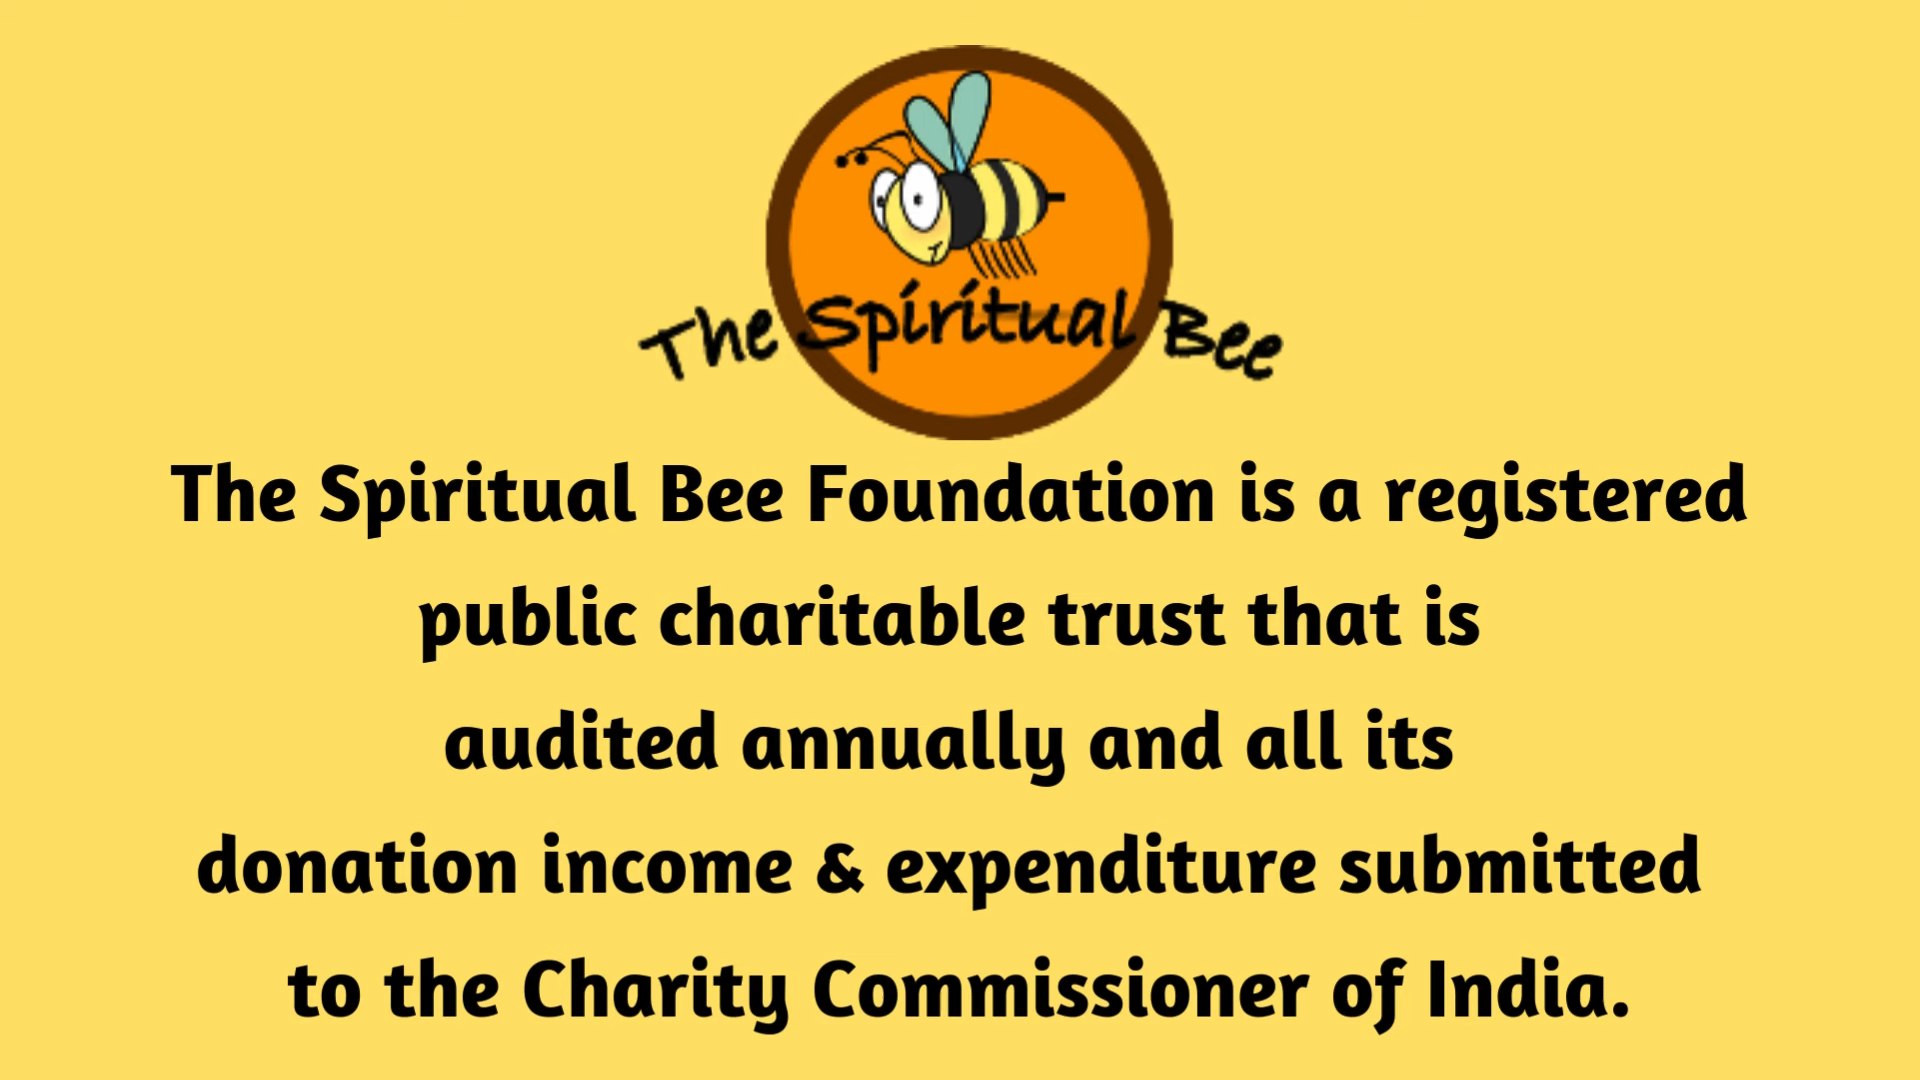 The Spiritual Bee
The Spiritual Bee Foundation is a registered
public charitable trust that is
audited annually and all its
donation income & expenditure submitted
to the Charity Commissioner of India.